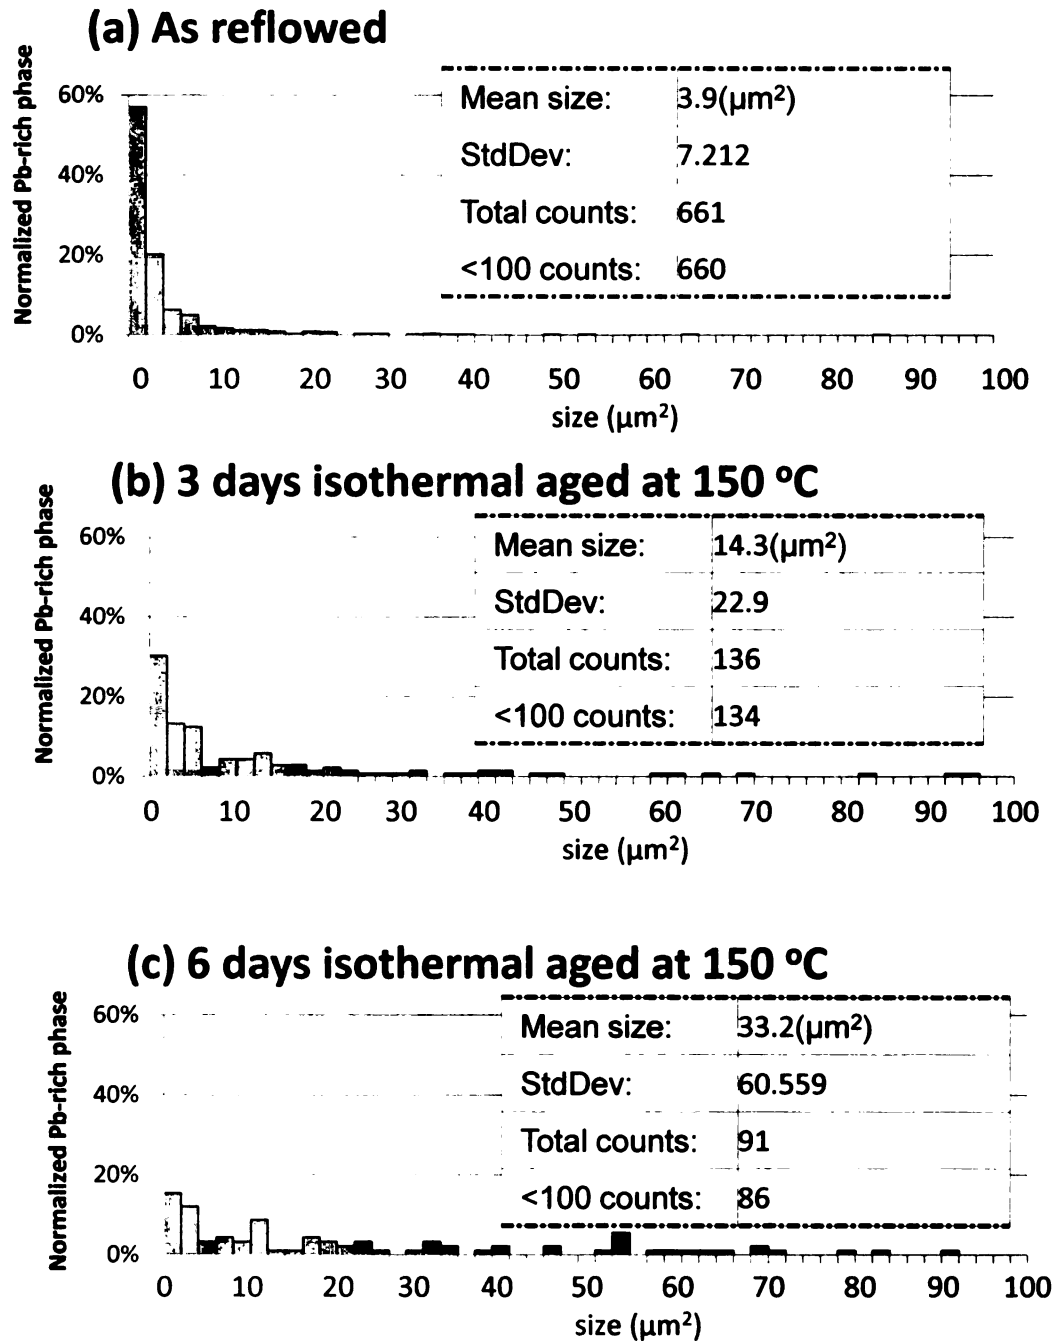 (a) As reflowed
Normalized Pb-rich phase
60%
40%
20%
0%
Mean size: 3.9(µm²)
StdDev: 7.212
Total counts: 661
<100 counts: 660
0 10 20 30 40 50 60 70 80 90 100
size (µm²)
(b) 3 days isothermal aged at 150 ºC
Normalized Pb-rich phase
60%
40%
20%
0%
Mean size: 14.3(µm²)
StdDev: 22.9
Total counts: 136
<100 counts: 134
0 10 20 30 40 50 60 70 80 90 100
size (µm²)
(c) 6 days isothermal aged at 150 ºC
Normalized Pb-rich phase
60%
40%
20%
0%
Mean size: 33.2(µm²)
StdDev: 60.559
Total counts: 91
<100 counts: 86
0 10 20 30 40 50 60 70 80 90 100
size (µm²)